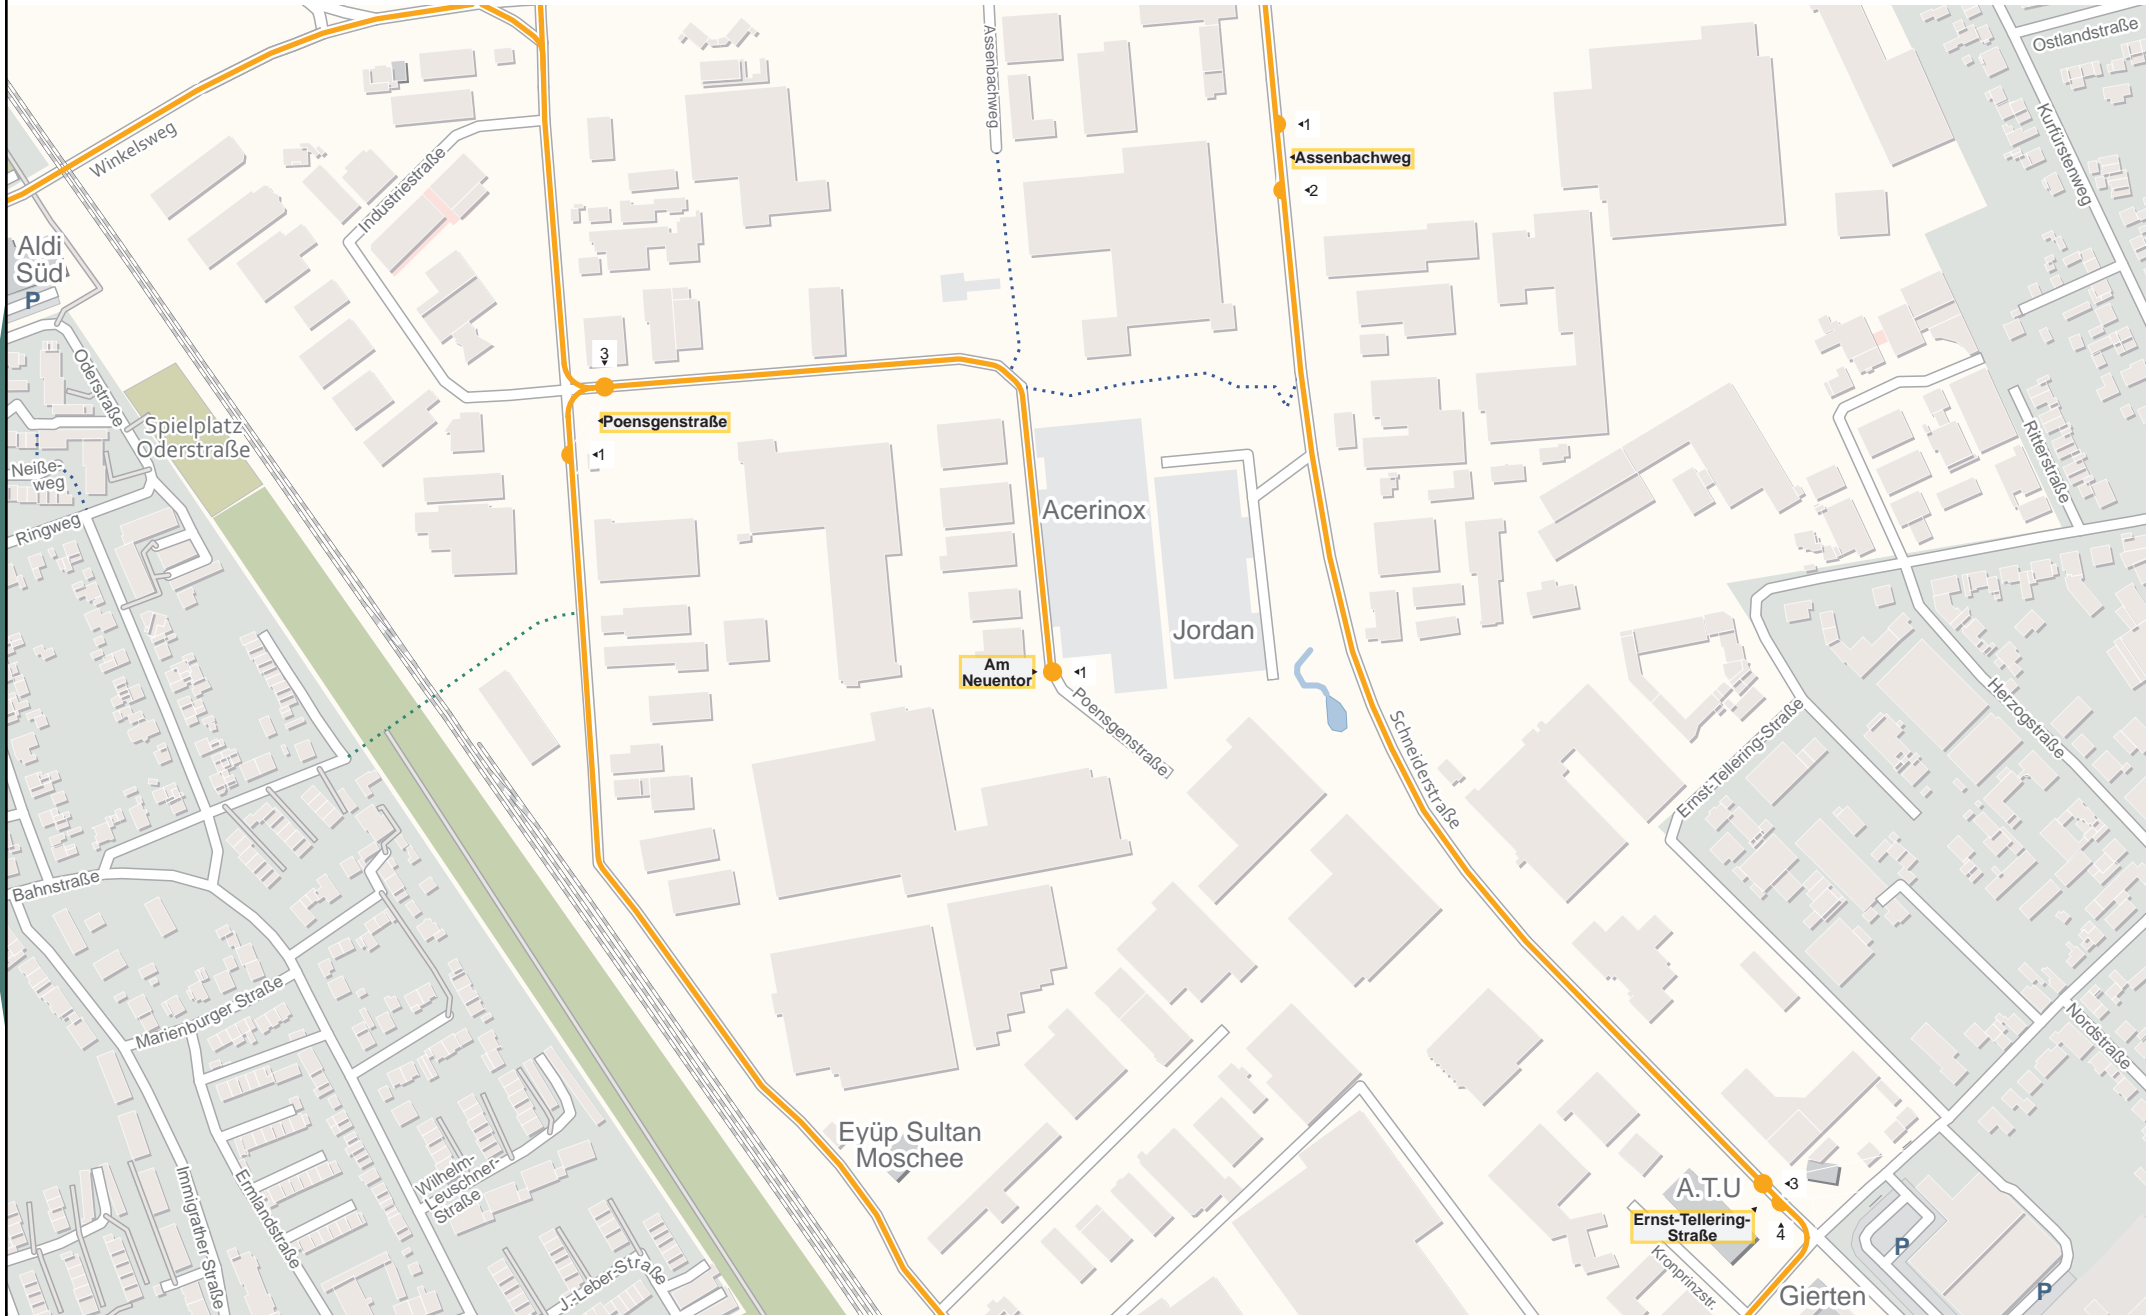 Ostlandstraße
Assenbachweg
Winkelsweg
Kurfürstenweg
◂1
◂Assenbachweg
◂2
Industriestraße
Aldi
Süd
P
Oderstraße
3
◂Poensgenstraße
◂1
Spielplatz
Oderstraße
Neiße-
weg
Ringweg
Ritterstraße
Acerinox
Jordan
Am
Neuentor
◂1
Poensgenstraße
Schneiderstraße
Herzogstraße
Ernst-Tellering-Straße
Bahnstraße
Marienburger Straße
Nordstraße
Eyüp Sultan
Moschee
Wilhelm-
Leuschner-
Straße
Immigrather Straße
Ermlandstraße
J.-Leber-Straße
A.T.U
◂3
Ernst-Tellering-
Straße
4
P
Kronprinzstr.
Gierten
P